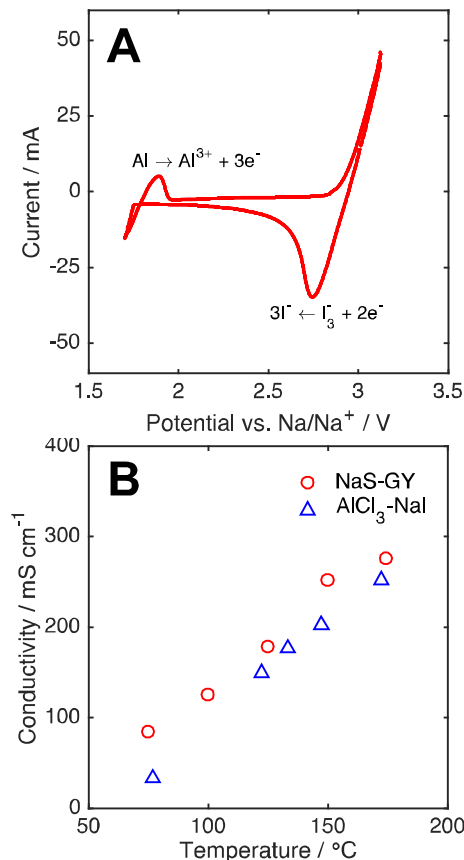 A
50
25
0
-25
-50
Current / mA
Al → Al³⁺ + 3e⁻
3I⁻ ← I₃⁻ + 2e⁻
1.5 2 2.5 3 3.5
Potential vs. Na/Na⁺ / V
B
400
300
200
100
0
Conductivity / mS cm⁻¹
NaS-GY
AlCl₃-NaI
50 100 150 200
Temperature / °C